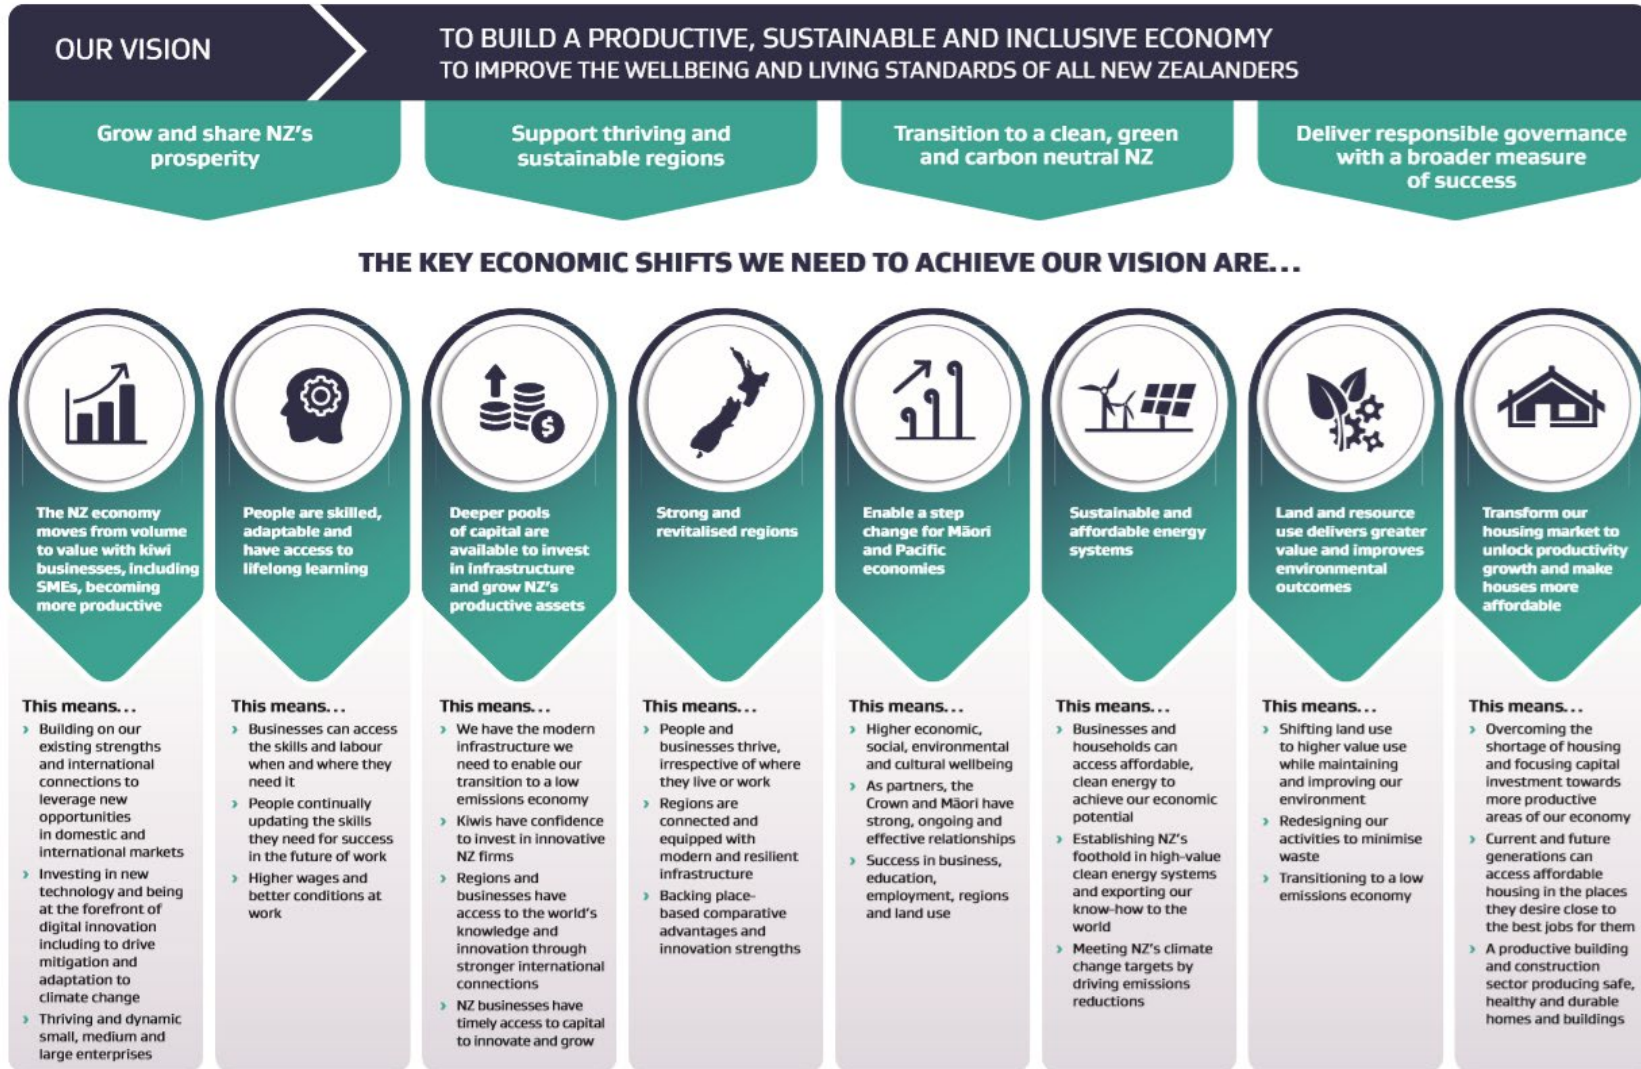 OUR VISION
TO BUILD A PRODUCTIVE, SUSTAINABLE AND INCLUSIVE ECONOMY
TO IMPROVE THE WELLBEING AND LIVING STANDARDS OF ALL NEW ZEALANDERS
Grow and share NZ's
prosperity
Support thriving and
sustainable regions
Transition to a clean, green
and carbon neutral NZ
Deliver responsible governance
with a broader measure
of success
THE KEY ECONOMIC SHIFTS WE NEED TO ACHIEVE OUR VISION ARE...
The NZ economy
moves from volume
to value with kiwi
businesses, including
SMEs, becoming
more productive
This means...
› Building on our
existing strengths
and international
connections to
leverage new
opportunities
in domestic and
international markets
› Investing in new
technology and being
at the forefront of
digital innovation
including to drive
mitigation and
adaptation to
climate change
› Thriving and dynamic
small, medium and
large enterprises
People are skilled,
adaptable and
have access to
lifelong learning
This means...
› Businesses can access
the skills and labour
when and where they
need it
› People continually
updating the skills
they need for success
in the future of work
› Higher wages and
better conditions at
work
$
Deeper pools
of capital are
available to invest
in infrastructure
and grow NZ's
productive assets
This means...
› We have the modern
infrastructure we
need to enable our
transition to a low
emissions economy
› Kiwis have confidence
to invest in innovative
NZ firms
› Regions and
businesses have
access to the world's
knowledge and
innovation through
stronger international
connections
› NZ businesses have
timely access to capital
to innovate and grow
Strong and
revitalised regions
This means...
› People and
businesses thrive,
irrespective of where
they live or work
› Regions are
connected and
equipped with
modern and resilient
infrastructure
› Backing place-
based comparative
advantages and
innovation strengths
Enable a step
change for Māori
and Pacific
economies
This means...
› Higher economic,
social, environmental
and cultural wellbeing
› As partners, the
Crown and Māori have
strong, ongoing and
effective relationships
› Success in business,
education,
employment, regions
and land use
Sustainable and
affordable energy
systems
This means...
› Businesses and
households can
access affordable,
clean energy to
achieve our economic
potential
› Establishing NZ's
foothold in high-value
clean energy systems
and exporting our
know-how to the
world
› Meeting NZ's climate
change targets by
driving emissions
reductions
Land and resource
use delivers greater
value and improves
environmental
outcomes
This means...
› Shifting land use
to higher value use
while maintaining
and improving our
environment
› Redesigning our
activities to minimise
waste
› Transitioning to a low
emissions economy
Transform our
housing market to
unlock productivity
growth and make
houses more
affordable
This means...
› Overcoming the
shortage of housing
and focusing capital
investment towards
more productive
areas of our economy
› Current and future
generations can
access affordable
housing in the places
they desire close to
the best jobs for them
› A productive building
and construction
sector producing safe,
healthy and durable
homes and buildings